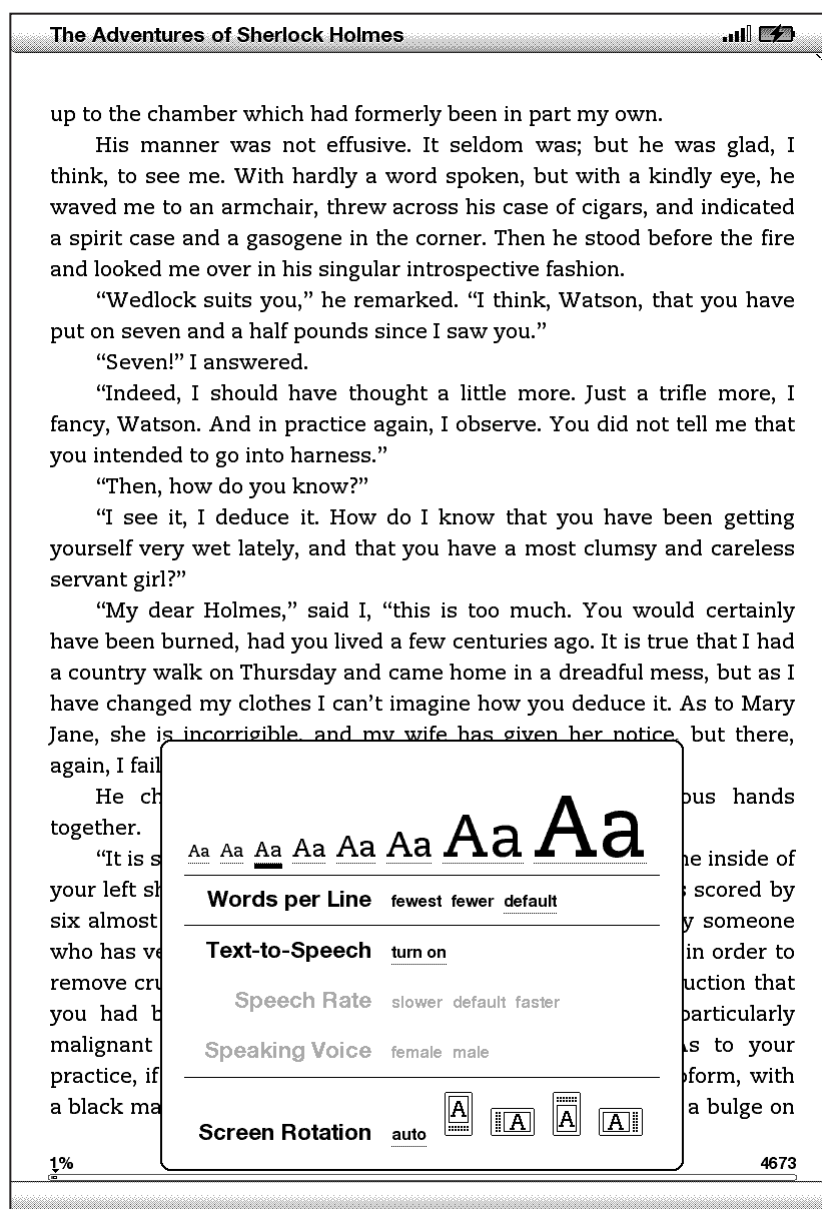 The Adventures of Sherlock Holmes
up to the chamber which had formerly been in part my own.
His manner was not effusive. It seldom was; but he was glad, I
think, to see me. With hardly a word spoken, but with a kindly eye, he
waved me to an armchair, threw across his case of cigars, and indicated
a spirit case and a gasogene in the corner. Then he stood before the fire
and looked me over in his singular introspective fashion.
“Wedlock suits you,” he remarked. “I think, Watson, that you have
put on seven and a half pounds since I saw you.”
“Seven!” I answered.
“Indeed, I should have thought a little more. Just a trifle more, I
fancy, Watson. And in practice again, I observe. You did not tell me that
you intended to go into harness.”
“Then, how do you know?”
“I see it, I deduce it. How do I know that you have been getting
yourself very wet lately, and that you have a most clumsy and careless
servant girl?”
“My dear Holmes,” said I, “this is too much. You would certainly
have been burned, had you lived a few centuries ago. It is true that I had
a country walk on Thursday and came home in a dreadful mess, but as I
have changed my clothes I can’t imagine how you deduce it. As to Mary
Jane, she is incorrigible, and my wife has given her notice, but there,
again, I fail
He ch ous hands
together.
“It is s he inside of
your left sh s scored by
six almost y someone
who has ve in order to
remove cru uction that
you had b particularly
malignant As to your
practice, if oform, with
a black ma a bulge on
Aa Aa Aa Aa Aa Aa Aa Aa
Words per Line fewest fewer default
Text-to-Speech turn on
Speech Rate slower default faster
Speaking Voice female male
Screen Rotation auto A A A A
1% 4673